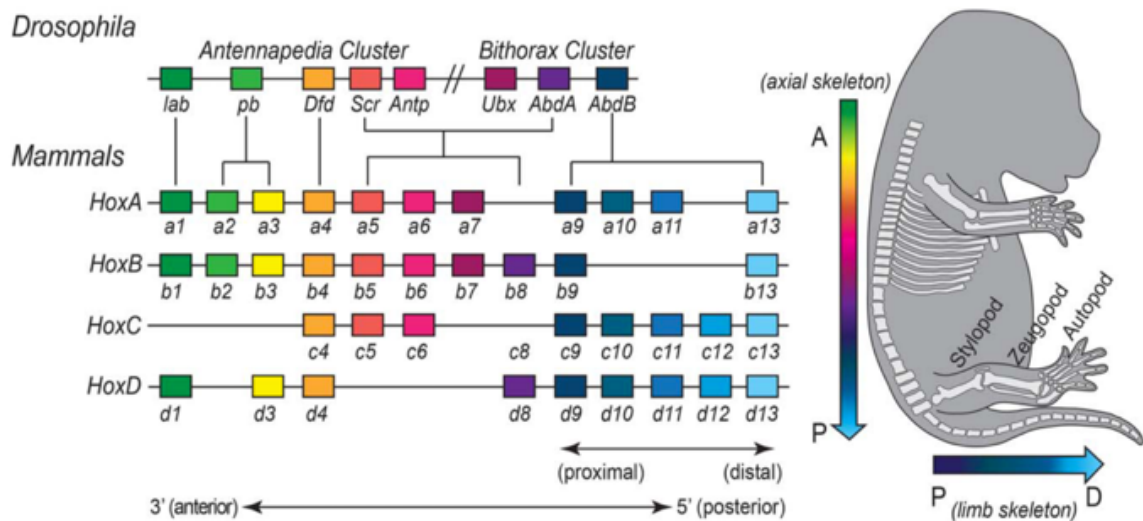 Drosophila
Antennapedia Cluster Bithorax Cluster
lab pb Dfd Scr Antp Ubx AbdA AbdB
Mammals
HoxA
a1 a2 a3 a4 a5 a6 a7 a9 a10 a11 a13
HoxB
b1 b2 b3 b4 b5 b6 b7 b8 b9 b13
HoxC
c4 c5 c6 c8 c9 c10 c11 c12 c13
HoxD
d1 d3 d4 d8 d9 d10 d11 d12 d13
(proximal) (distal)
3' (anterior) 5' (posterior)
(axial skeleton)
A
P
Stylopod
Zeugopod
Autopod
P (limb skeleton) D